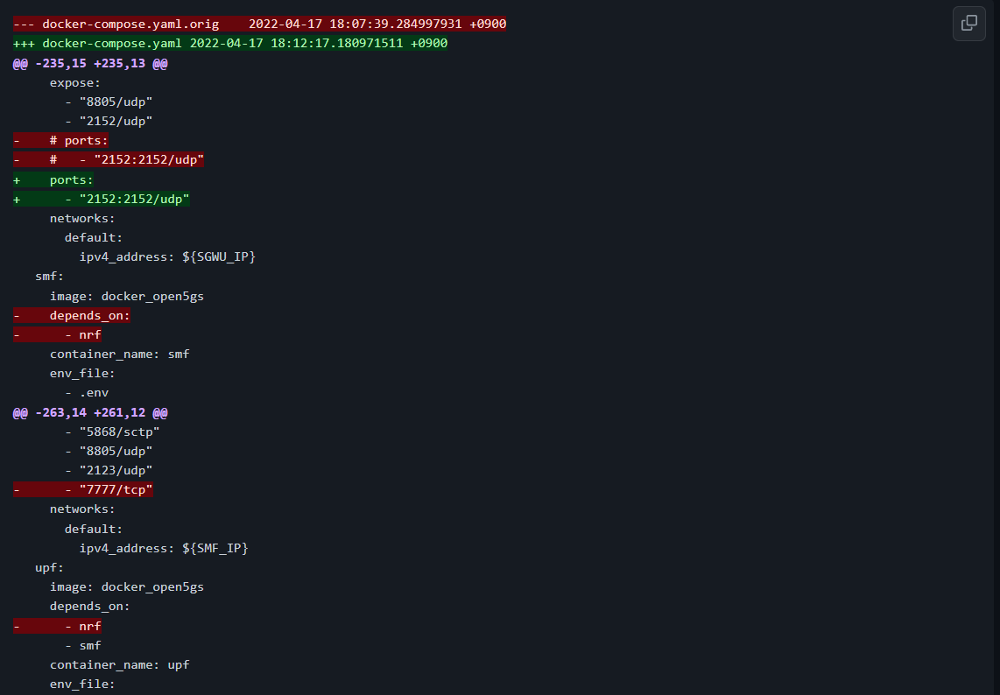 --- docker-compose.yaml.orig    2022-04-17 18:07:39.284997931 +0900
+++ docker-compose.yaml 2022-04-17 18:12:17.180971511 +0900
@@ -235,15 +235,13 @@
     expose:
       - "8805/udp"
       - "2152/udp"
-    # ports:
-    #   - "2152:2152/udp"
+    ports:
+      - "2152:2152/udp"
     networks:
       default:
         ipv4_address: ${SGWU_IP}
   smf:
     image: docker_open5gs
-    depends_on:
-      - nrf
     container_name: smf
     env_file:
       - .env
@@ -263,14 +261,12 @@
       - "5868/sctp"
       - "8805/udp"
       - "2123/udp"
-      - "7777/tcp"
     networks:
       default:
         ipv4_address: ${SMF_IP}
   upf:
     image: docker_open5gs
     depends_on:
-      - nrf
       - smf
     container_name: upf
     env_file: